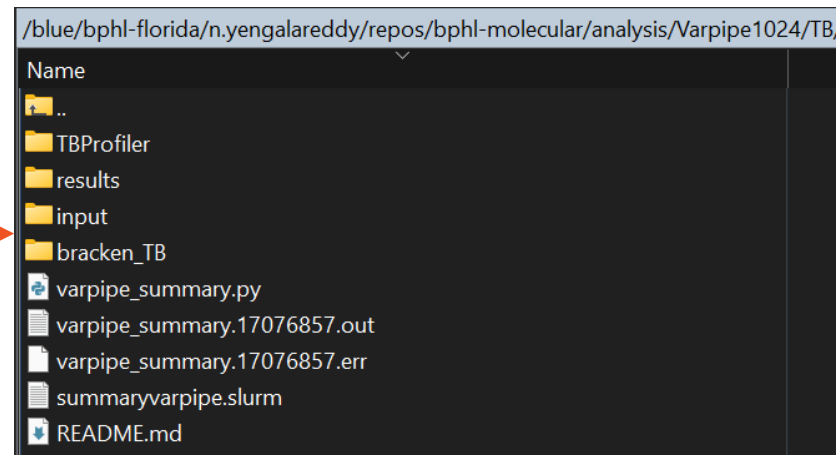 /blue/bphl-florida/n.yengalareddy/repos/bphl-molecular/analysis/Varpipe1024/TB/
Name
..
TBProfiler
results
input
bracken_TB
varpipe_summary.py
varpipe_summary.17076857.out
varpipe_summary.17076857.err
summaryvarpipe.slurm
README.md